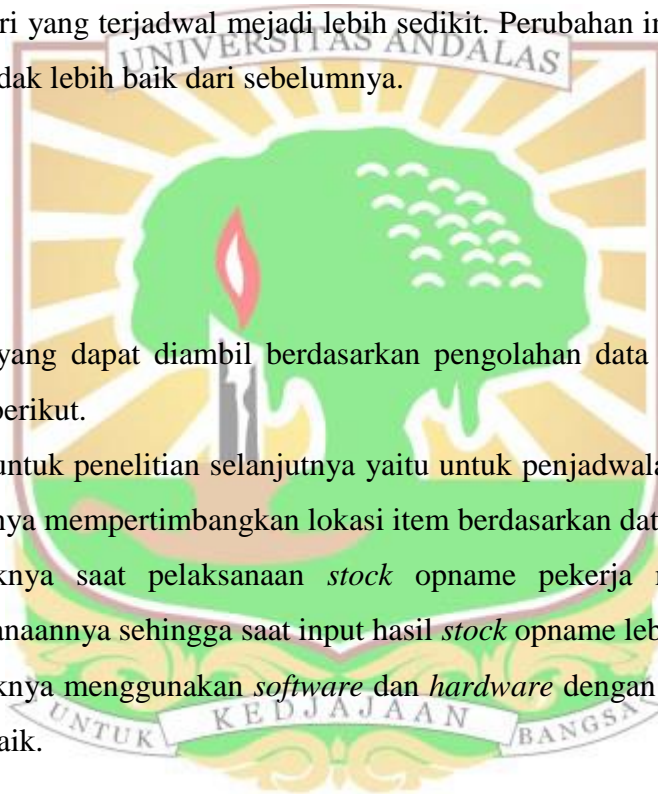 ri yang terjadwal mejadi lebih sedikit. Perubahan in
UNIVERSITAS ANDALAS
dak lebih baik dari sebelumnya.
yang dapat diambil berdasarkan pengolahan data
berikut.
untuk penelitian selanjutnya yaitu untuk penjadwala
nya mempertimbangkan lokasi item berdasarkan dat
knya saat pelaksanaan stock opname pekerja
anaannya sehingga saat input hasil stock opname leb
knya menggunakan software dan hardware dengan
UNTUK KEDJAJAAN BANGSA
aik.